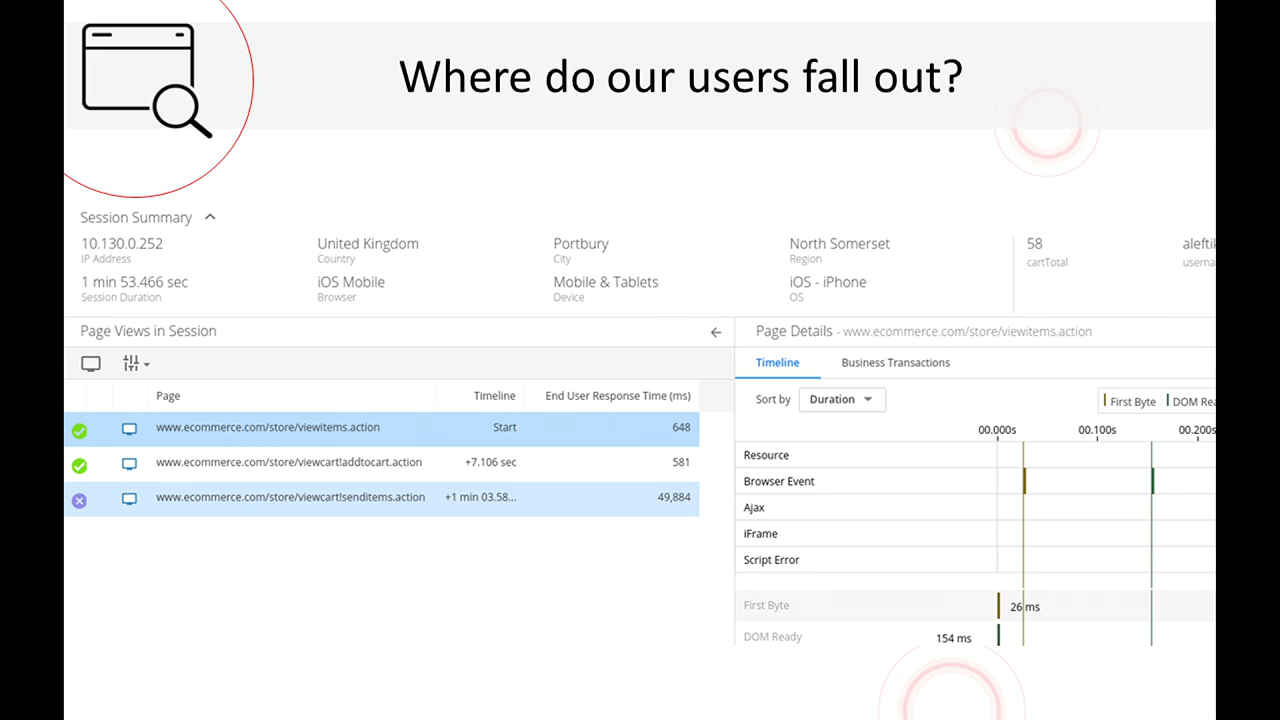 Where do our users fall out?
Session Summary
10.130.0.252 United Kingdom Portbury North Somerset 58 aleftik
IP Address Country City Region cartTotal userna
1 min 53.466 sec iOS Mobile Mobile & Tablets iOS - iPhone
Session Duration Browser Device OS
Page Views in Session Page Details - www.ecommerce.com/store/viewitems.action
Timeline Business Transactions
Page Timeline End User Response Time (ms) Sort by Duration First Byte DOM Rea
www.ecommerce.com/store/viewitems.action Start 648 00.000s 00.100s 00.200s
www.ecommerce.com/store/viewcart!addtocart.action +7.106 sec 581 Resource
www.ecommerce.com/store/viewcart!senditems.action +1 min 03.58... 49,884 Browser Event
Ajax
iFrame
Script Error
First Byte 26 ms
DOM Ready 154 ms